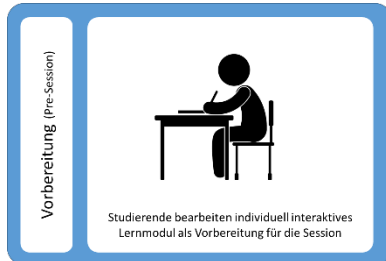 Vorbereitung (Pre-Session)
Studierende bearbeiten individuell interaktives
Lernmodul als Vorbereitung für die Session